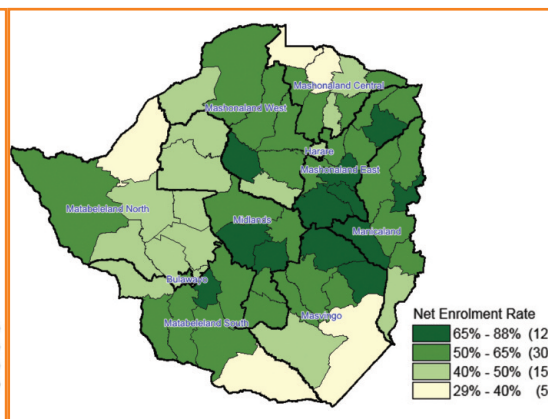 Mashonaland Central
Mashonaland West
Harare
Mashonaland East
Matabeleland North
Midlands
Manicaland
Bulawayo
Masvingo
Matabeleland South
Net Enrolment Rate
65% - 88% (12
50% - 65% (30
40% - 50% (15
29% - 40% (5